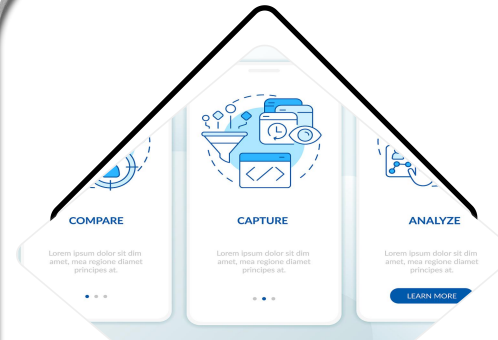 COMPARE
Lorem ipsum dolor sit dim
amet, mea regione diamet
principes at.
CAPTURE
Lorem ipsum dolor sit dim
amet, mea regione diamet
principes at.
ANALYZE
Lorem ipsum dolor sit dim
amet, mea regione diamet
principes at.
LEARN MORE